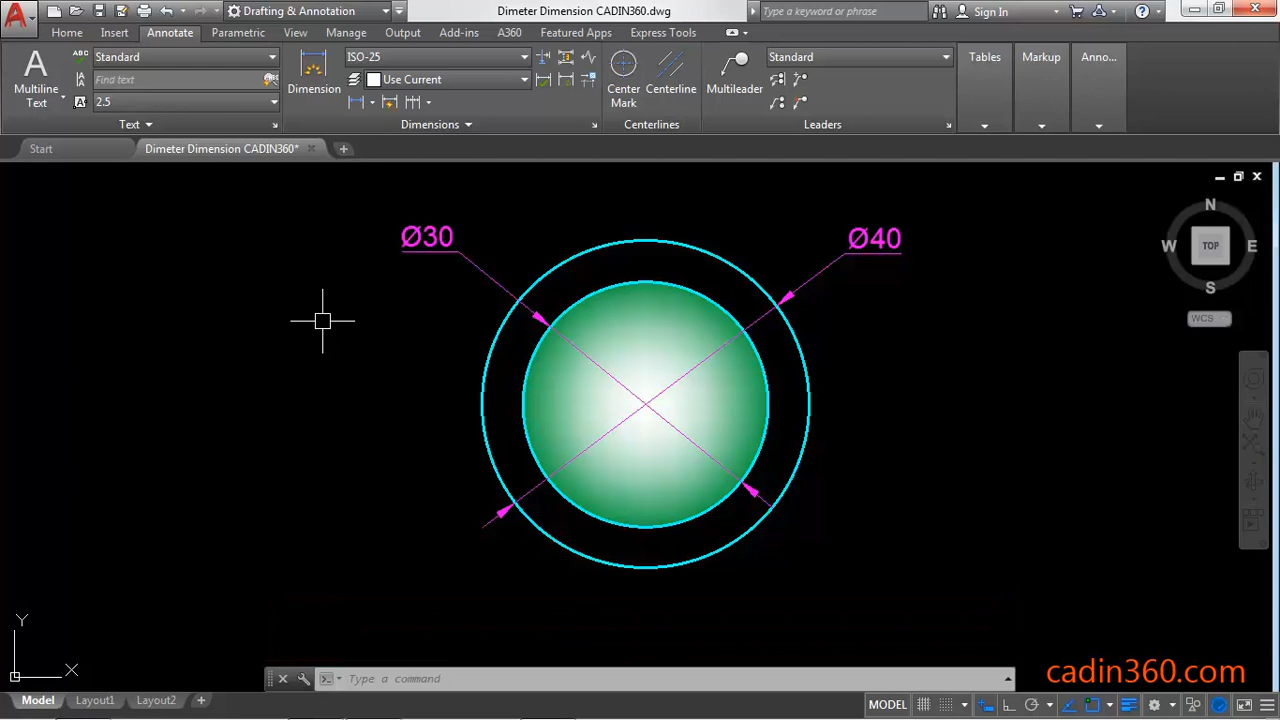 Drafting & Annotation
Dimeter Dimension CADIN360.dwg
Type a keyword or phrase
Sign In
Home Insert Annotate Parametric View Manage Output Add-ins A360 Featured Apps Express Tools
Multiline Text
ABC Standard
Find text
2.5
Text
Dimension
ISO-25
Use Current
Dimensions
Center Mark
Centerline
Centerlines
Multileader
Standard
Leaders
Tables
Markup
Anno...
Start
Dimeter Dimension CADIN360*
N
W TOP E
S
WCS
Ø30
Ø40
Y
X
Type a command
cadin360.com
Model Layout1 Layout2
MODEL